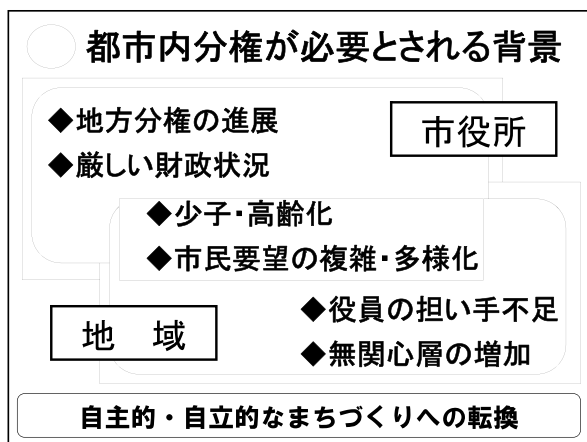 都市内分権が必要とされる背景
◆地方分権の進展
市役所
◆厳しい財政状況
◆少子・高齢化
◆市民要望の複雑・多様化
◆役員の担い手不足
地　域
◆無関心層の増加
自主的・自立的なまちづくりへの転換